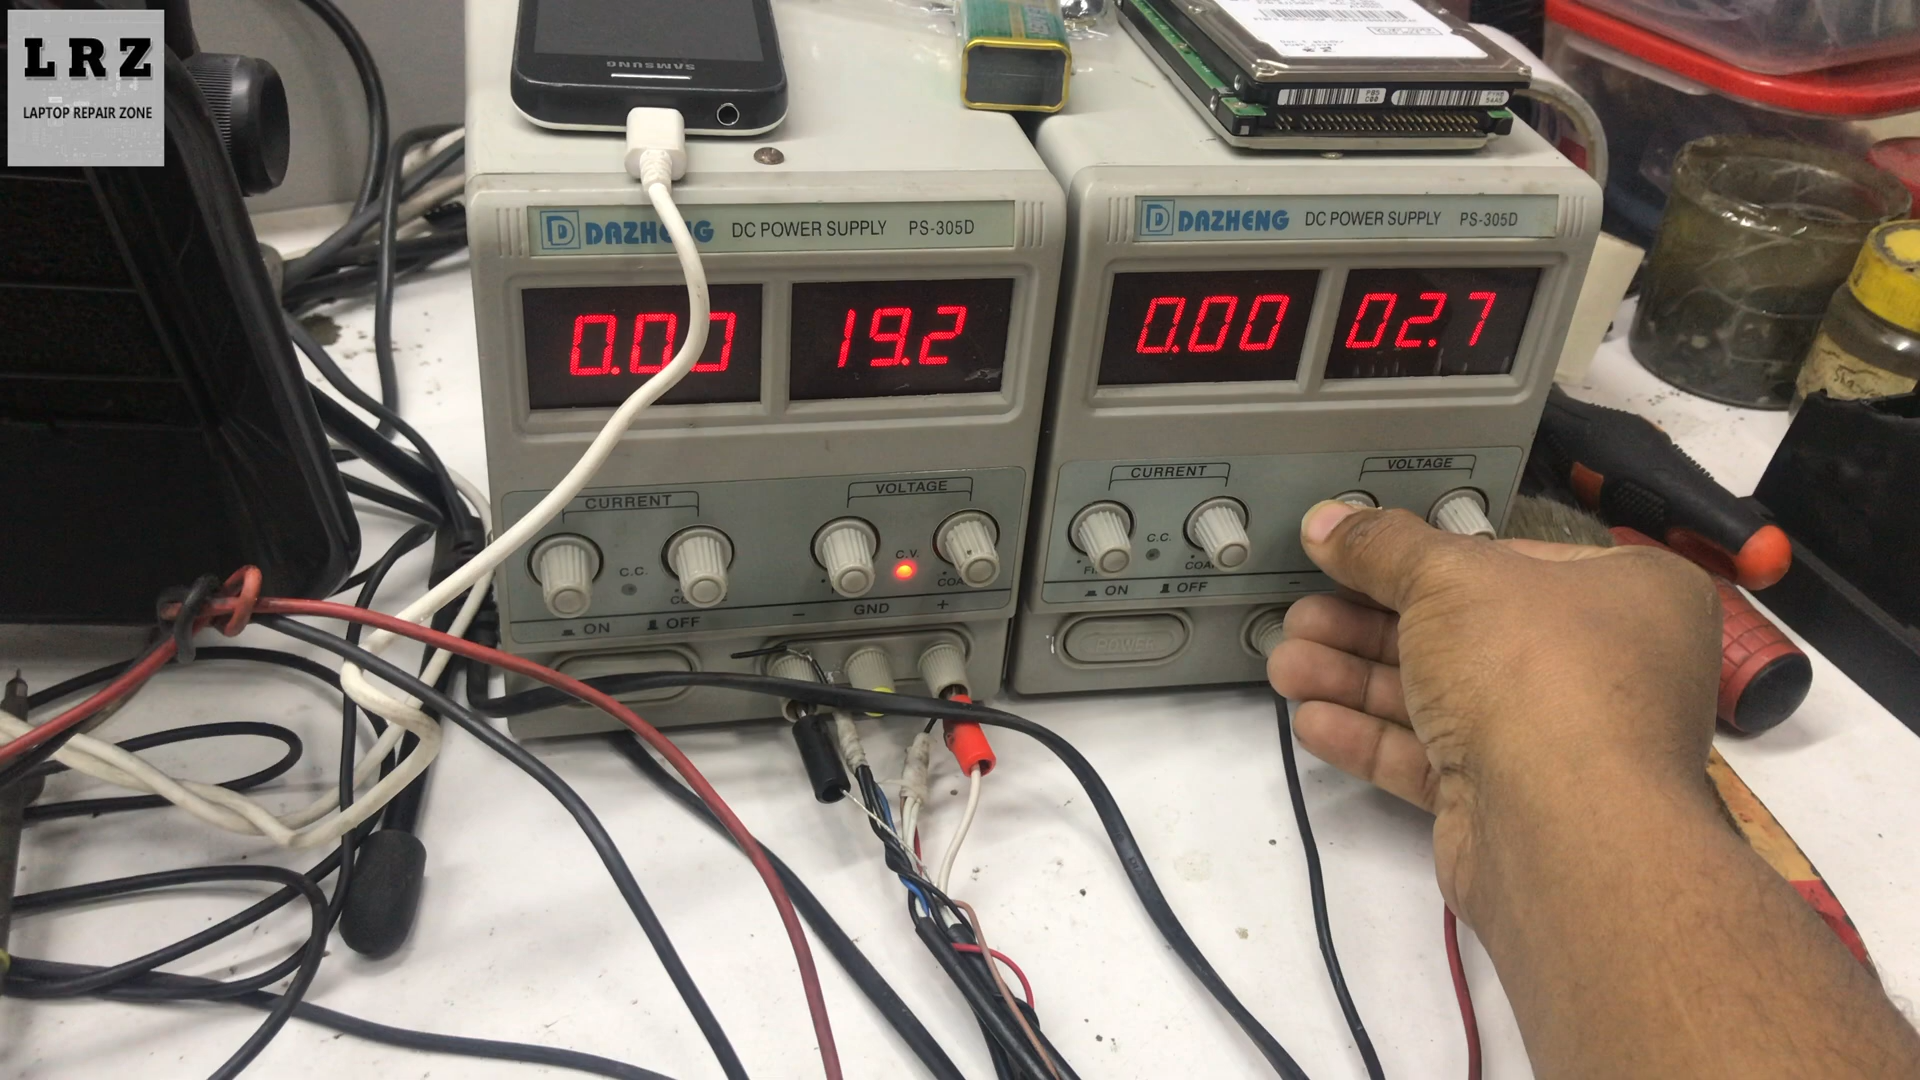 LRZ
LAPTOP REPAIR ZONE
SAMSUNG
DAZHENG DC POWER SUPPLY PS-305D
0.00 19.2
CURRENT VOLTAGE
C.C. C.V.
ON OFF - GND +
DAZHENG DC POWER SUPPLY PS-305D
0.00 02.7
CURRENT VOLTAGE
C.C.
ON OFF -
POWER